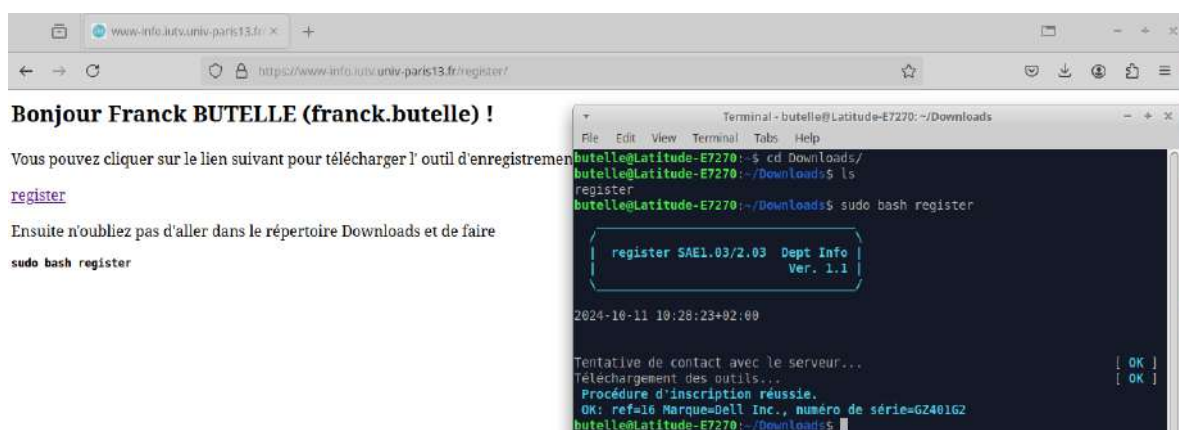 www-info.iutv.univ-paris13.fr/
https://www-info.iutv.univ-paris13.fr/register/
Bonjour Franck BUTELLE (franck.butelle) !
Vous pouvez cliquer sur le lien suivant pour télécharger l' outil d'enregistremen
register
Ensuite n'oubliez pas d'aller dans le répertoire Downloads et de faire
sudo bash register
Terminal - butelle@Latitude-E7270: ~/Downloads
File Edit View Terminal Tabs Help
butelle@Latitude-E7270:~$ cd Downloads/
butelle@Latitude-E7270:~/Downloads$ ls
register
butelle@Latitude-E7270:~/Downloads$ sudo bash register
register SAE1.03/2.03 Dept Info
Ver. 1.1
2024-10-11 10:28:23+02:00
Tentative de contact avec le serveur... [ OK ]
Téléchargement des outils... [ OK ]
Procédure d'inscription réussie.
OK: ref=16 Marque=Dell Inc., numéro de série=GZ401G2
butelle@Latitude-E7270:~/Downloads$